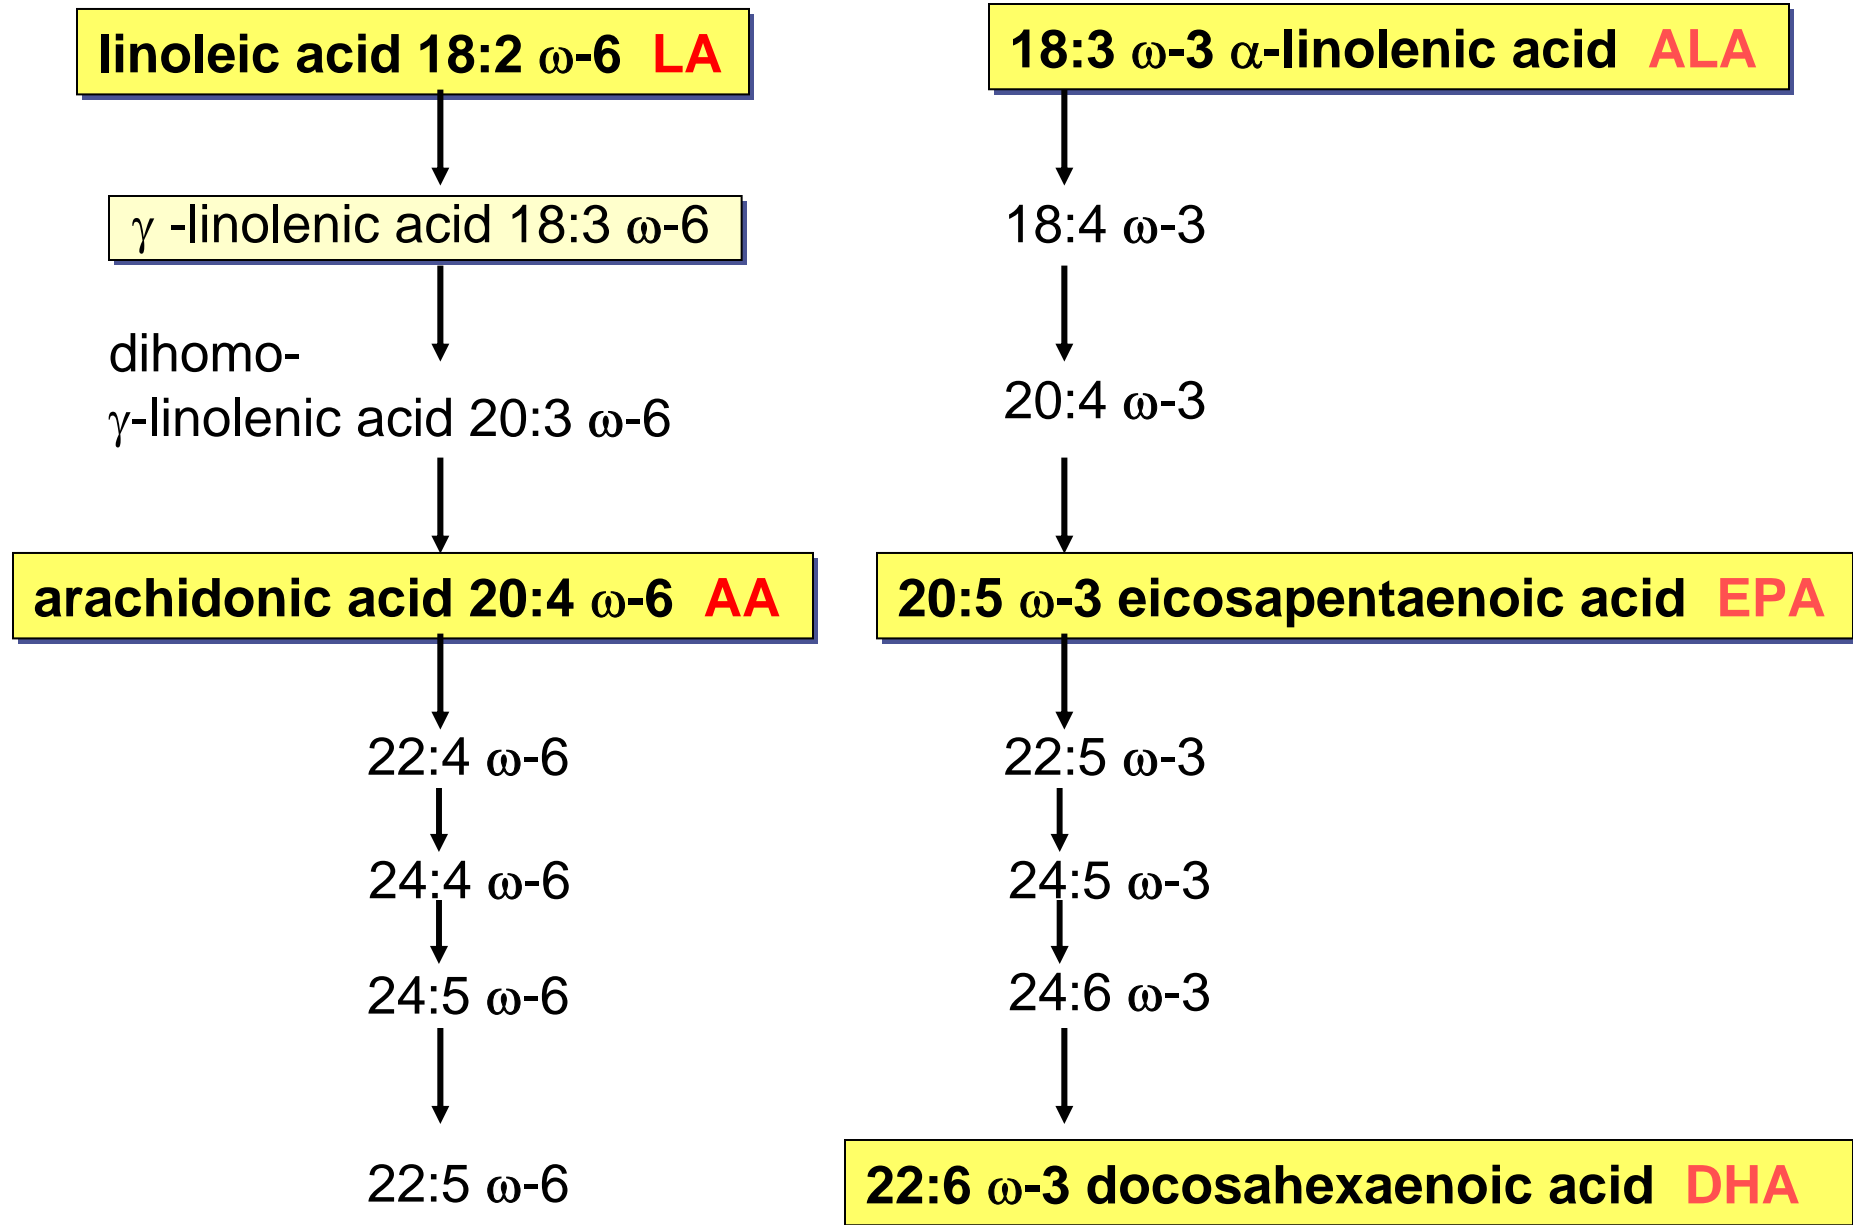 linoleic acid 18:2 ω-6 LA
γ -linolenic acid 18:3 ω-6
dihomo-
γ-linolenic acid 20:3 ω-6
arachidonic acid 20:4 ω-6 AA
22:4 ω-6
24:4 ω-6
24:5 ω-6
22:5 ω-6
18:3 ω-3 α-linolenic acid ALA
18:4 ω-3
20:4 ω-3
20:5 ω-3 eicosapentaenoic acid EPA
22:5 ω-3
24:5 ω-3
24:6 ω-3
22:6 ω-3 docosahexaenoic acid DHA